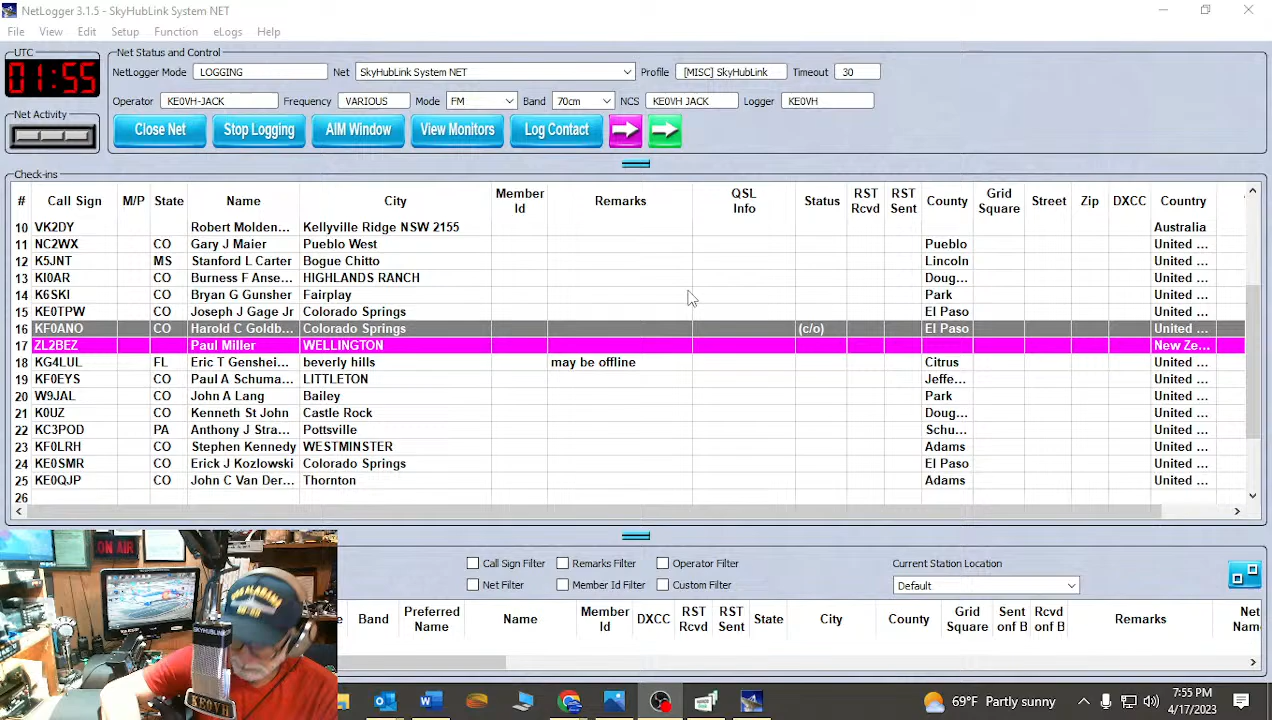 NetLogger 3.1.5 - SkyHubLink System NET
File View Edit Setup Function eLogs Help
UTC Net Status and Control
01:55 NetLogger Mode LOGGING Net SkyHubLink System NET Profile [MISC] SkyHubLink Timeout 30
Operator KE0VH-JACK Frequency VARIOUS Mode FM Band 70cm NCS KE0VH JACK Logger KE0VH
Net Activity Close Net Stop Logging AIM Window View Monitors Log Contact
Check-ins
# Call Sign M/P State Name City Member Id Remarks QSL Info Status RST Rcvd RST Sent County Grid Square Street Zip DXCC Country
10 VK2DY Robert Molden... Kellyville Ridge NSW 2155 Australia
11 NC2WX CO Gary J Maier Pueblo West Pueblo United ...
12 K5JNT MS Stanford L Carter Bogue Chitto Lincoln United ...
13 KI0AR CO Burness F Anse... HIGHLANDS RANCH Doug... United ...
14 K6SKI CO Bryan G Gunsher Fairplay Park United ...
15 KE0TPW CO Joseph J Gage Jr Colorado Springs El Paso United ...
16 KF0ANO CO Harold C Goldb... Colorado Springs (c/o) El Paso United ...
17 ZL2BEZ Paul Miller WELLINGTON New Ze...
18 KG4LUL FL Eric T Genshei... beverly hills may be offline Citrus United ...
19 KF0EYS CO Paul A Schuma... LITTLETON Jeffe... United ...
20 W9JAL CO John A Lang Bailey Park United ...
21 K0UZ CO Kenneth St John Castle Rock Doug... United ...
22 KC3POD PA Anthony J Stra... Pottsville Schu... United ...
23 KF0LRH CO Stephen Kennedy WESTMINSTER Adams United ...
24 KE0SMR CO Erick J Kozlowski Colorado Springs El Paso United ...
25 KE0QJP CO John C Van Der... Thornton Adams United ...
26
ON AIR
Call Sign Filter Remarks Filter Operator Filter Current Station Location
Net Filter Member Id Filter Custom Filter Default
Band Preferred Name Name Member Id DXCC RST Rcvd RST Sent State City County Grid Square Sent onf B Rcvd onf B Remarks Net Name
SKYHUBLINK
KE0VH
69°F Partly sunny 7:55 PM
4/17/2023